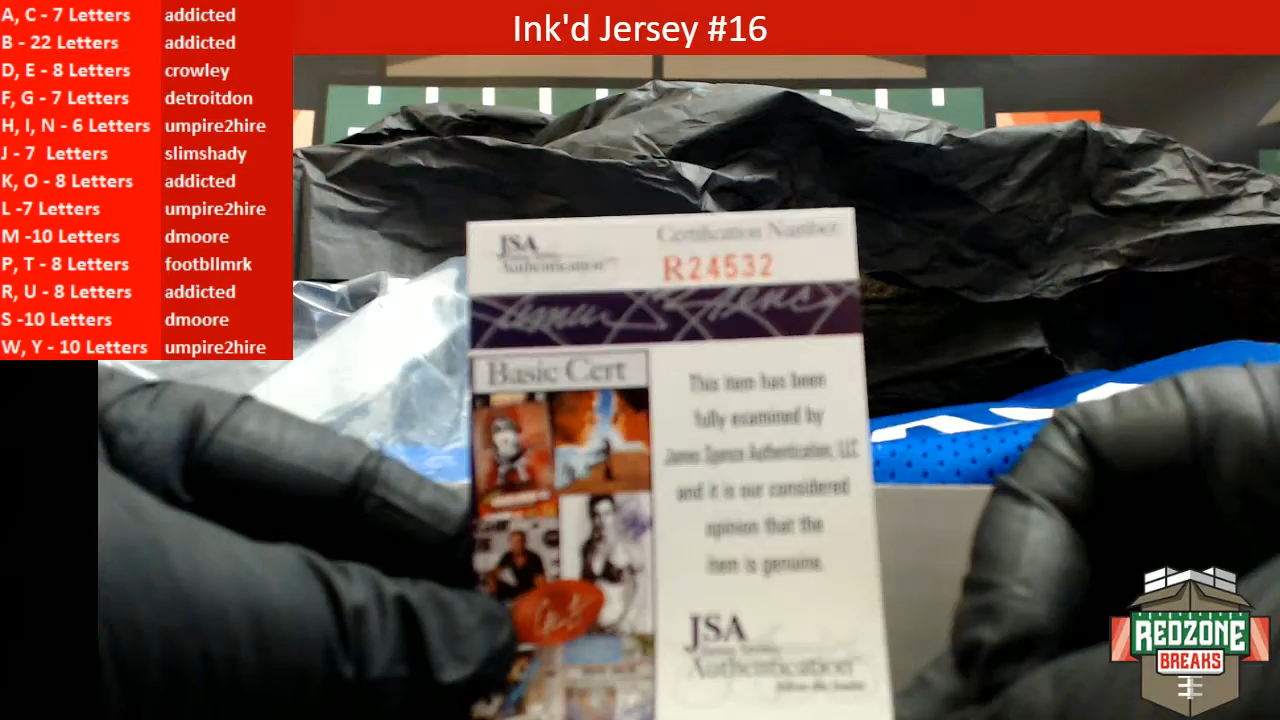 A, C - 7 Letters addicted
B - 22 Letters addicted
D, E - 8 Letters crowley
F, G - 7 Letters detroitdon
H, I, N - 6 Letters umpire2hire
J - 7 Letters slimshady
K, O - 8 Letters addicted
L -7 Letters umpire2hire
M -10 Letters dmoore
P, T - 8 Letters footbllmrk
R, U - 8 Letters addicted
S -10 Letters dmoore
W, Y - 10 Letters umpire2hire
Ink'd Jersey #16
JSA
Authentication
Certification Number
R24532
Basic Cert
This item has been
fully examined by
James Spence Authentication, LLC
and it is our considered
opinion that the
item is genuine.
JSA
Authentication
REDZONE
BREAKS